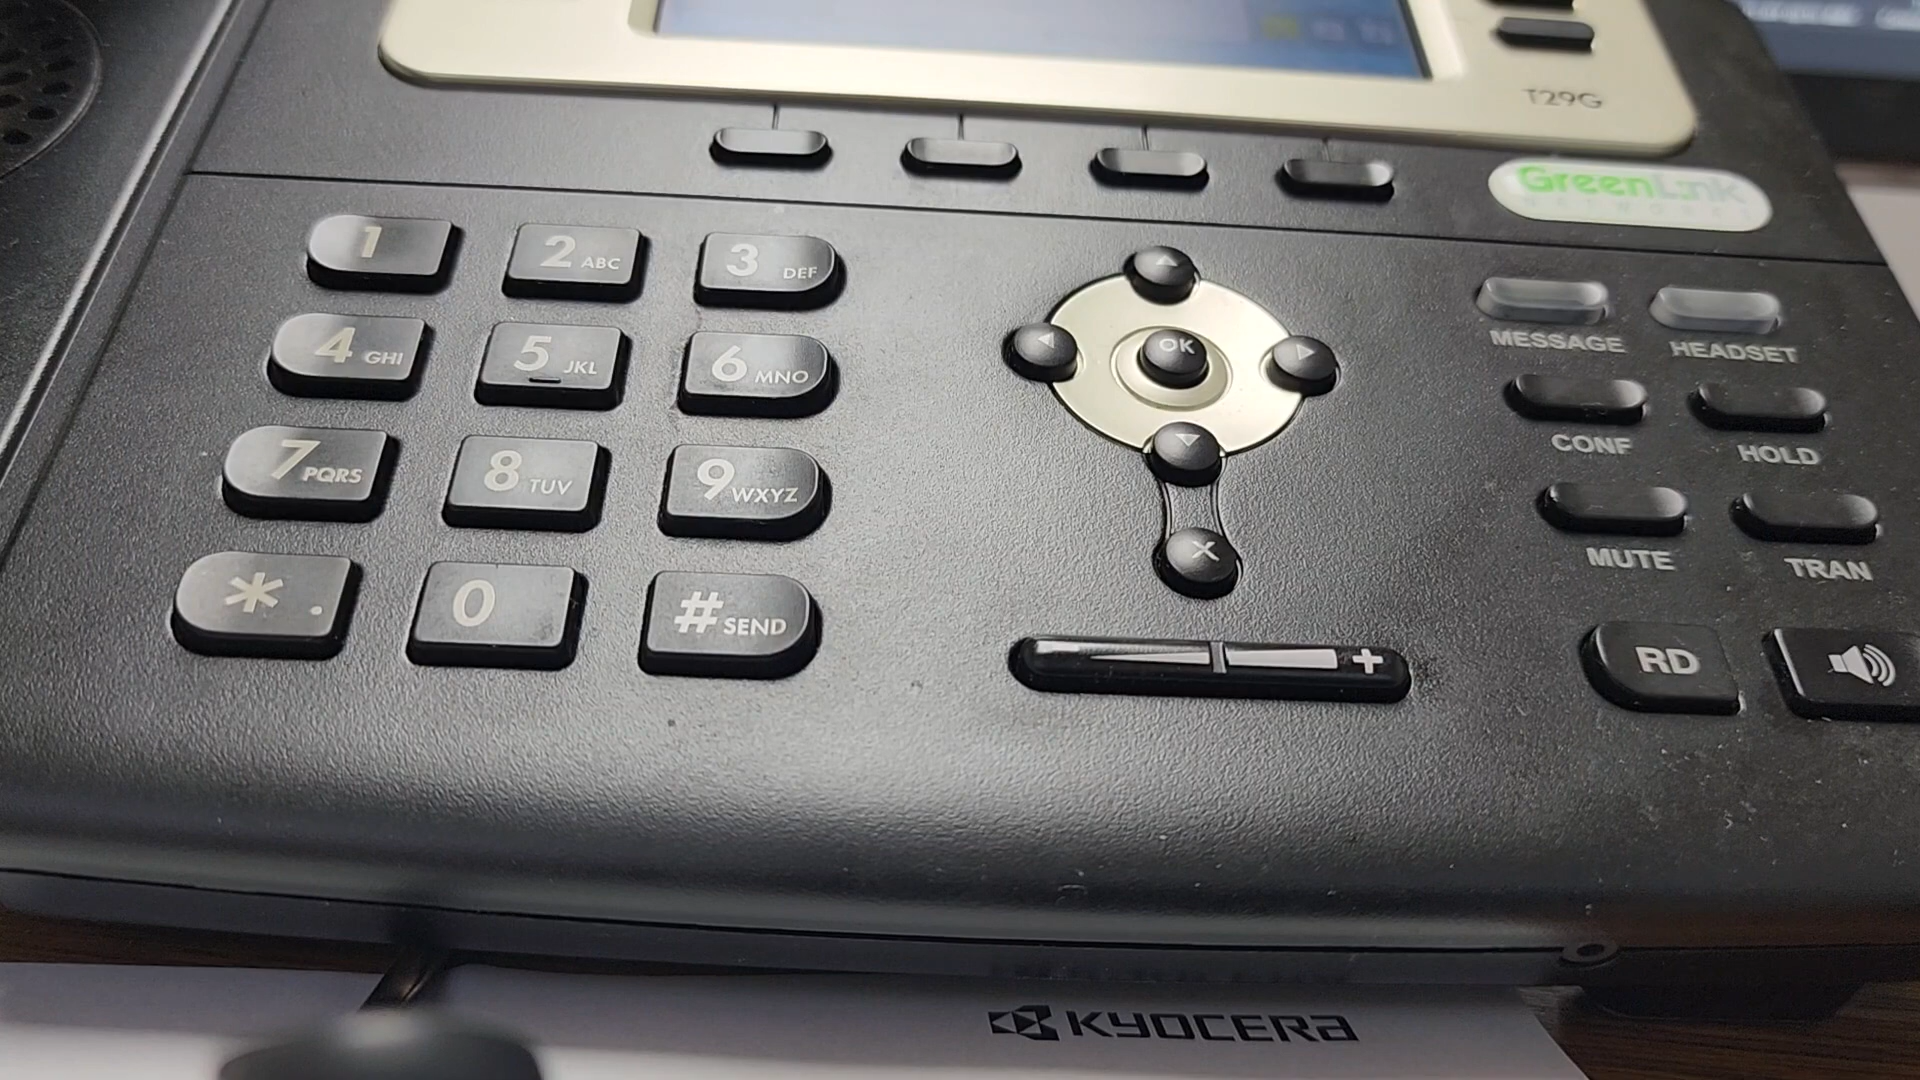 T29G
GreenLink
1
2 ABC
3 DEF
MESSAGE
HEADSET
4 GHI
5 JKL
6 MNO
OK
CONF
HOLD
7 PQRS
8 TUV
9 WXYZ
X
MUTE
TRAN
* .
0
# SEND
- +
RD
KYOCERA